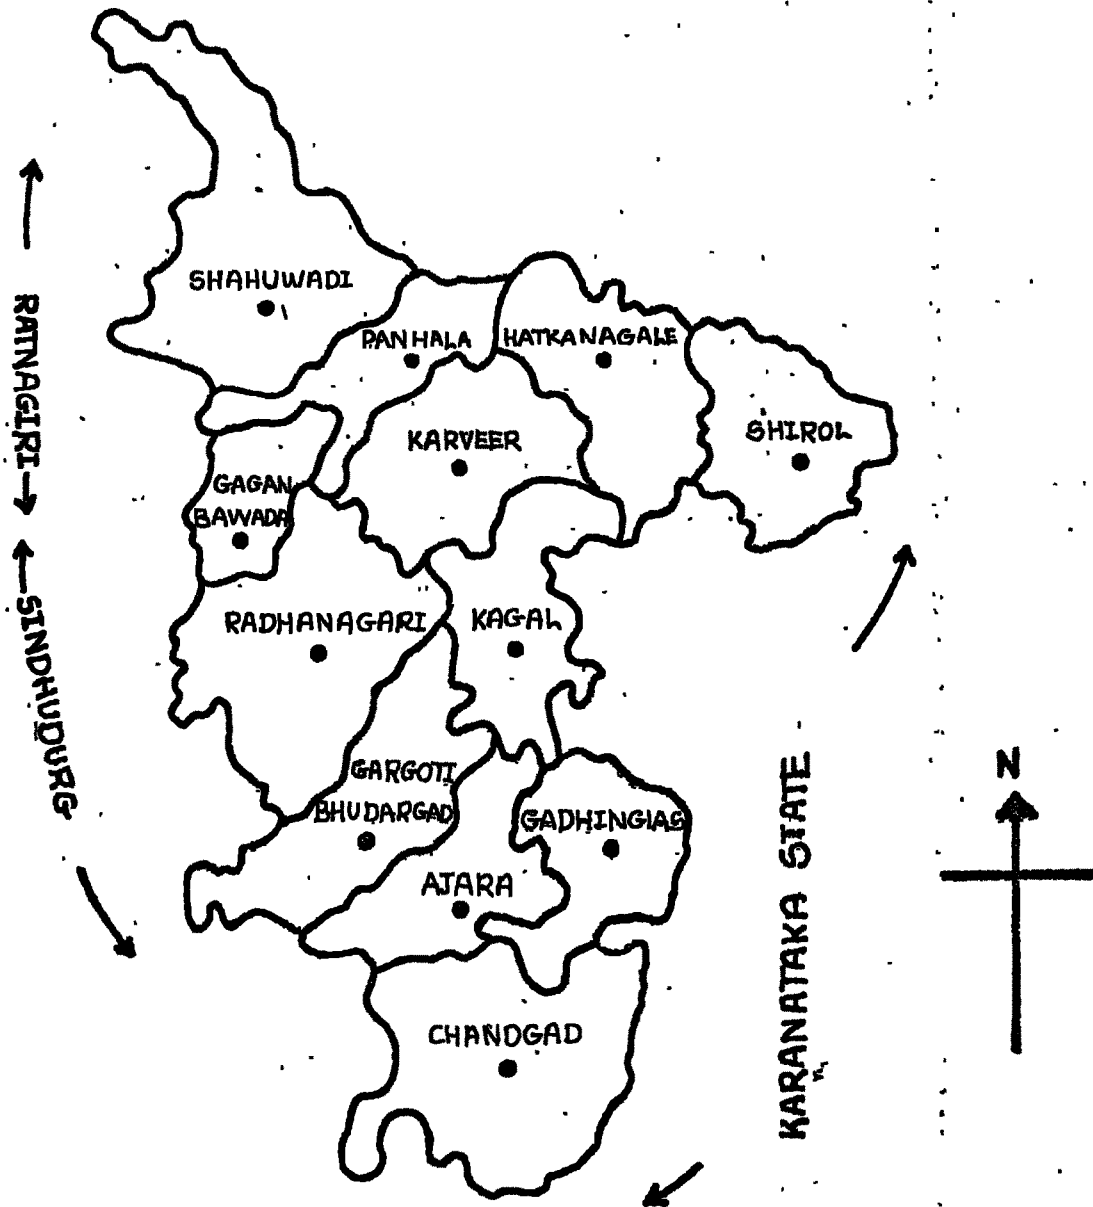 SHAHUWADI
PANHALA
HATKANAGALE
SHIROL
KARVEER
GAGAN
BAWADA
RADHANAGARI
KAGAL
GARGOTI
BHUDARGAD
GADHINGLAS
AJARA
CHANDGAD
RATNAGIRI
SINDHUDURG
KARANATAKA STATE
N